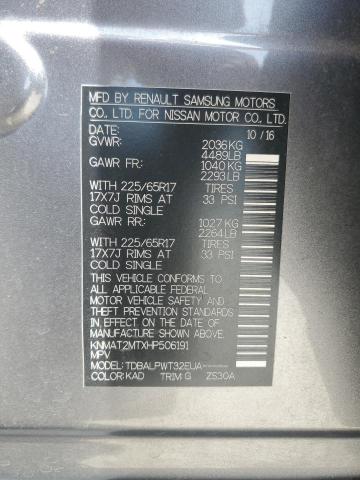 MFD BY RENAULT SAMSUNG MOTORS
CO., LTD. FOR NISSAN MOTOR CO., LTD.
DATE: 10 / 16
GVWR: 2036KG
4489LB
GAWR FR: 1040 KG
2293LB
WITH 225/65R17 TIRES
17X7J RIMS AT 33 PSI
COLD SINGLE
GAWR RR: 1027 KG
2264LB
WITH 225/65R17 TIRES
17X7J RIMS AT 33 PSI
COLD SINGLE
THIS VEHICLE CONFORMS TO
ALL APPLICABLE FEDERAL
MOTOR VEHICLE SAFETY AND
THEFT PREVENTION STANDARDS
IN EFFECT ON THE DATE OF
MANUFACTURE SHOWN ABOVE.
KNMAT2MTXHP506191
MPV
MODEL: TDBALPWT32EUA-----
COLOR: KAD TRIM: G ZS30A